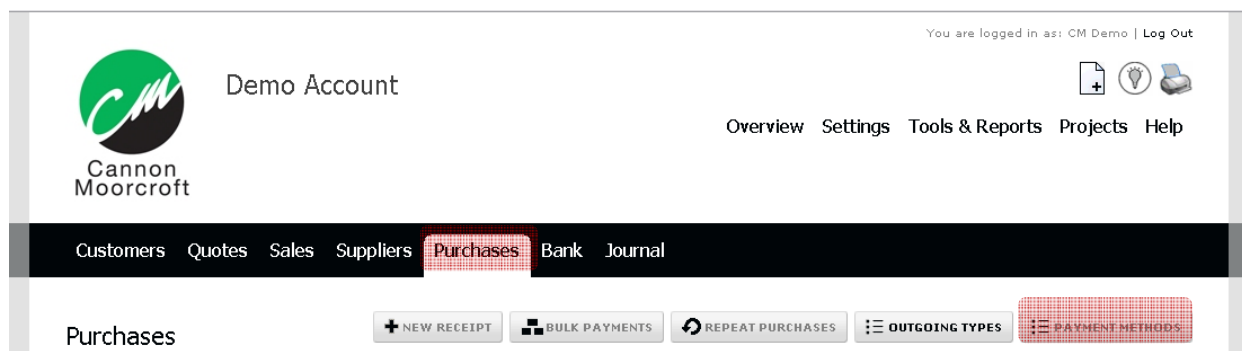 You are logged in as: CM Demo | Log Out
CM
Demo Account
Overview Settings Tools & Reports Projects Help
Cannon
Moorcroft
Customers Quotes Sales Suppliers Purchases Bank Journal
Purchases
NEW RECEIPT BULK PAYMENTS REPEAT PURCHASES OUTGOING TYPES PAYMENT METHODS